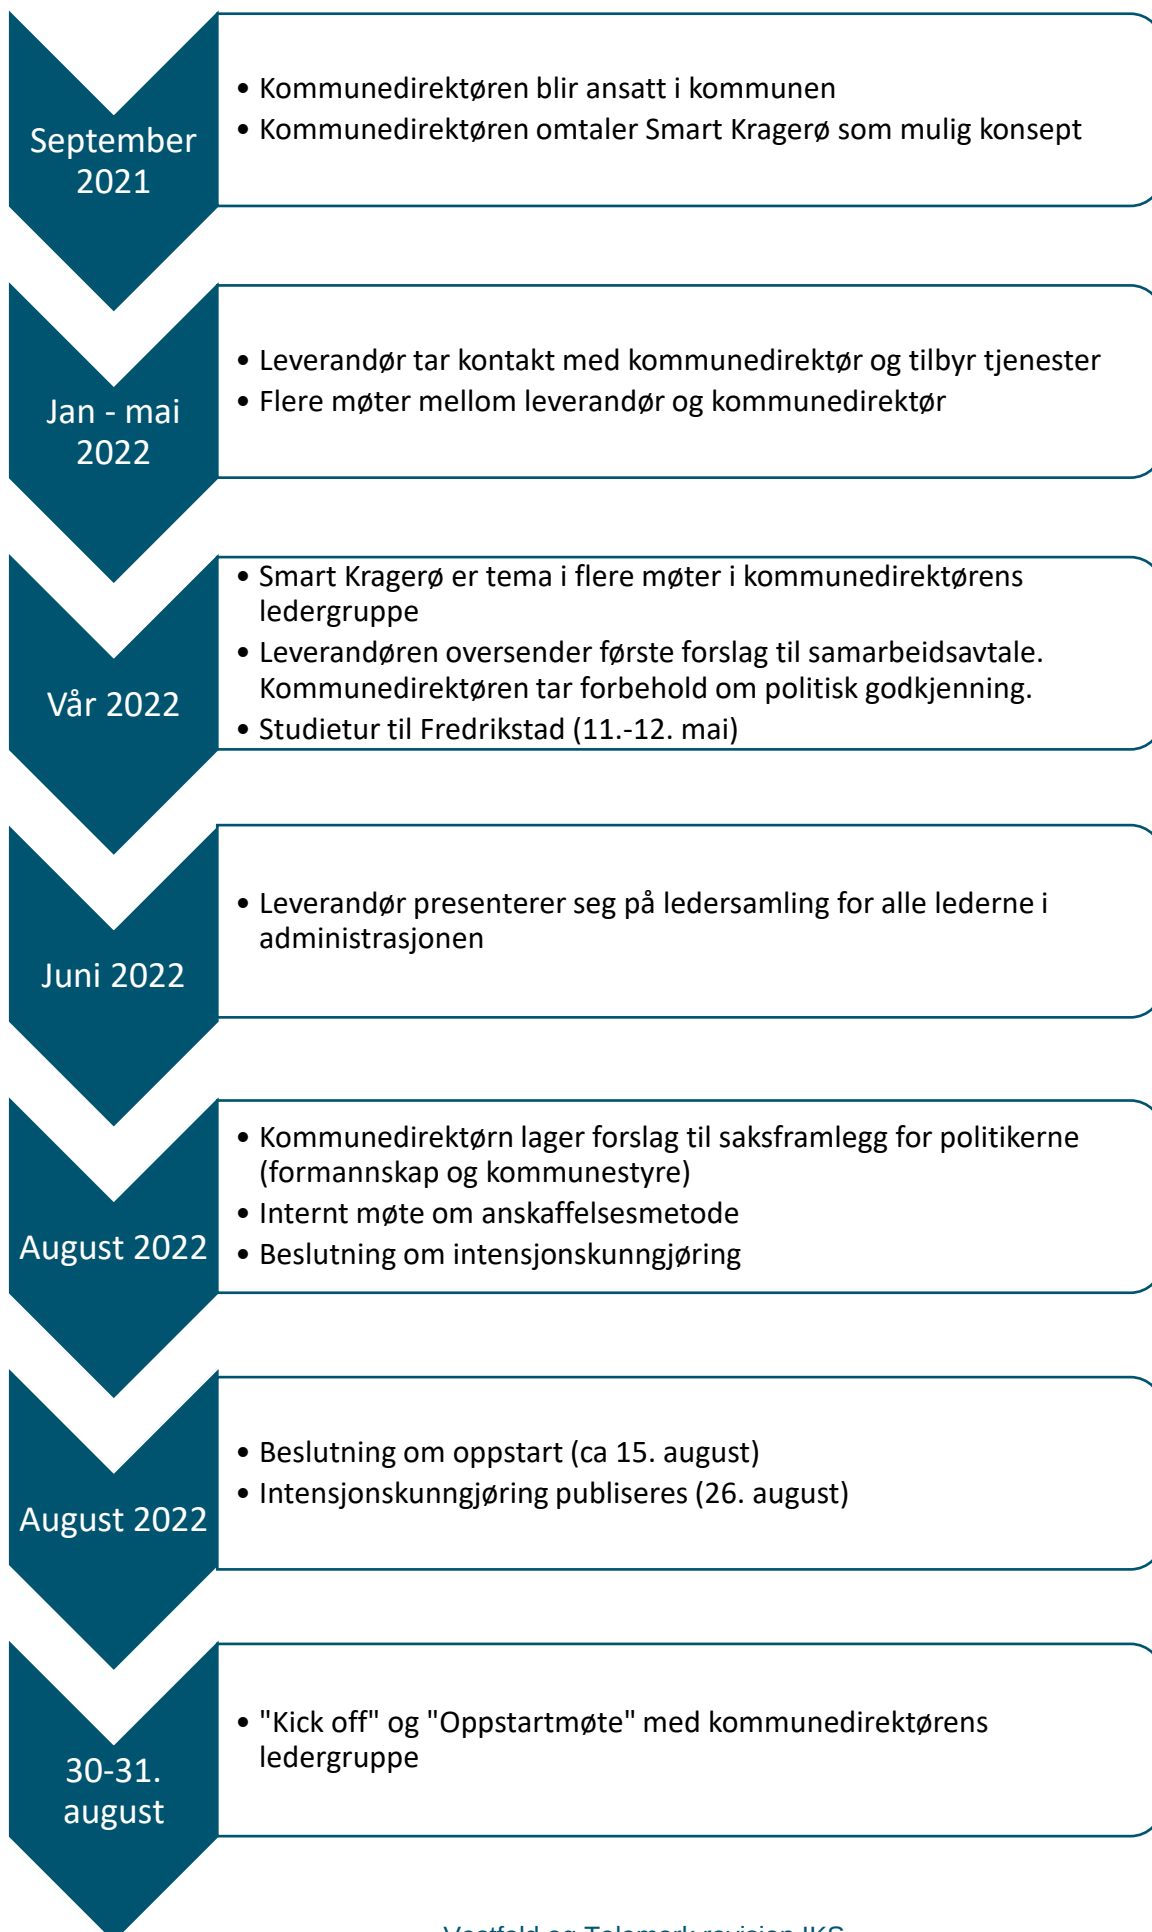 September
2021
• Kommunedirektøren blir ansatt i kommunen
• Kommunedirektøren omtaler Smart Kragerø som mulig konsept
Jan - mai
2022
• Leverandør tar kontakt med kommunedirektør og tilbyr tjenester
• Flere møter mellom leverandør og kommunedirektør
Vår 2022
• Smart Kragerø er tema i flere møter i kommunedirektørens
ledergruppe
• Leverandøren oversender første forslag til samarbeidsavtale.
Kommunedirektøren tar forbehold om politisk godkjenning.
• Studietur til Fredrikstad (11.-12. mai)
Juni 2022
• Leverandør presenterer seg på ledersamling for alle lederne i
administrasjonen
August 2022
• Kommunedirektørn lager forslag til saksframlegg for politikerne
(formannskap og kommunestyre)
• Internt møte om anskaffelsesmetode
• Beslutning om intensjonskunngjøring
August 2022
• Beslutning om oppstart (ca 15. august)
• Intensjonskunngjøring publiseres (26. august)
30-31.
august
• "Kick off" og "Oppstartmøte" med kommunedirektørens
ledergruppe
Vestfold og Telemark revisjon IKS